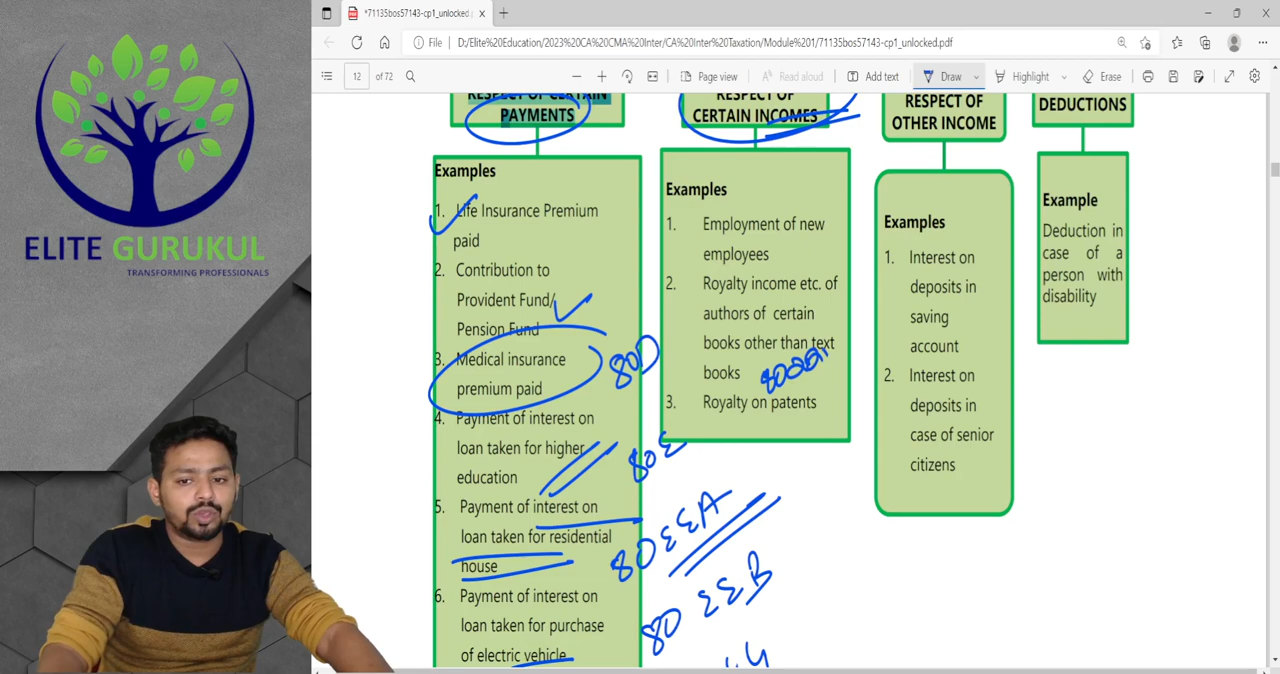 *71135bos57143-cp1_unlocked.p
File
D:/Elite%20Education/2023%20CA%20CMA%20Inter/CA%20Inter%20Taxation/Module%201/71135bos57143-cp1_unlocked.pdf
12 of 72
Page view
Read aloud
Add text
Draw
Highlight
Erase
ELITE GURUKUL
TRANSFORMING PROFESSIONALS
RESPECT OF CERTAIN
PAYMENTS
Examples
1. Life Insurance Premium
paid
2. Contribution to
Provident Fund/
Pension Fund
3. Medical insurance
premium paid
80D
4. Payment of interest on
loan taken for higher
education
80E
5. Payment of interest on
loan taken for residential
house
80EEA
6. Payment of interest on
loan taken for purchase
of electric vehicle
80EEB
RESPECT OF
CERTAIN INCOMES
Examples
1. Employment of new
employees
2. Royalty income etc. of
authors of certain
books other than text
books
3. Royalty on patents
RESPECT OF
OTHER INCOME
Examples
1. Interest on
deposits in
saving
account
2. Interest on
deposits in
case of senior
citizens
DEDUCTIONS
Example
Deduction in
case of a
person with
disability